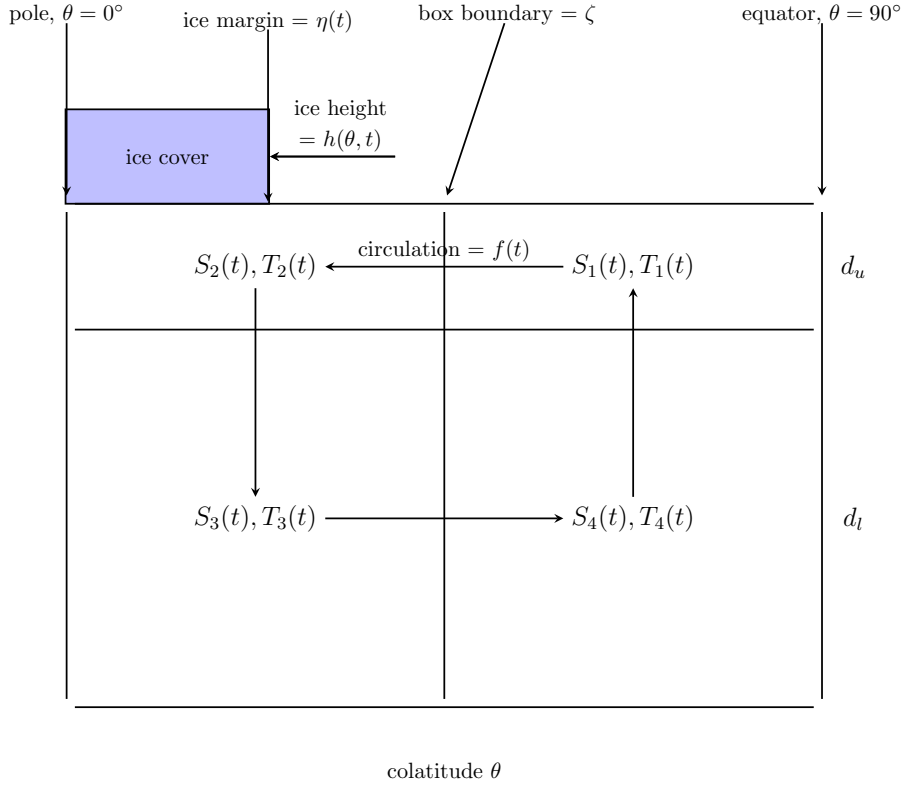 pole, θ = 0°
ice margin = η(t)
box boundary = ζ
equator, θ = 90°
ice height
= h(θ, t)
ice cover
circulation = f(t)
S₂(t), T₂(t)
S₁(t), T₁(t)
d_u
S₃(t), T₃(t)
S₄(t), T₄(t)
d_l
colatitude θ